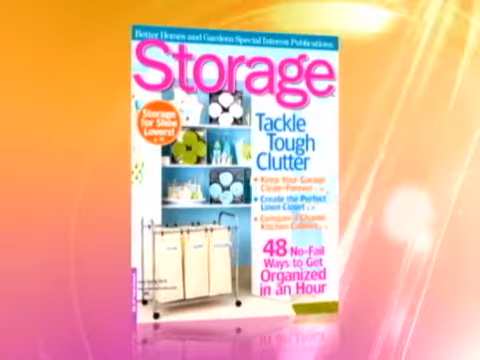 Better Homes and Gardens Special Interest Publications
Storage
Storage
for Shoe
Lovers!
Tackle
Tough
Clutter
Keep Your Garage
Clean-Forever
Create the Perfect
Linen Closet
Conquer a Chaotic
Kitchen Cabinet
48 No-Fail
Ways to Get
Organized
in an Hour